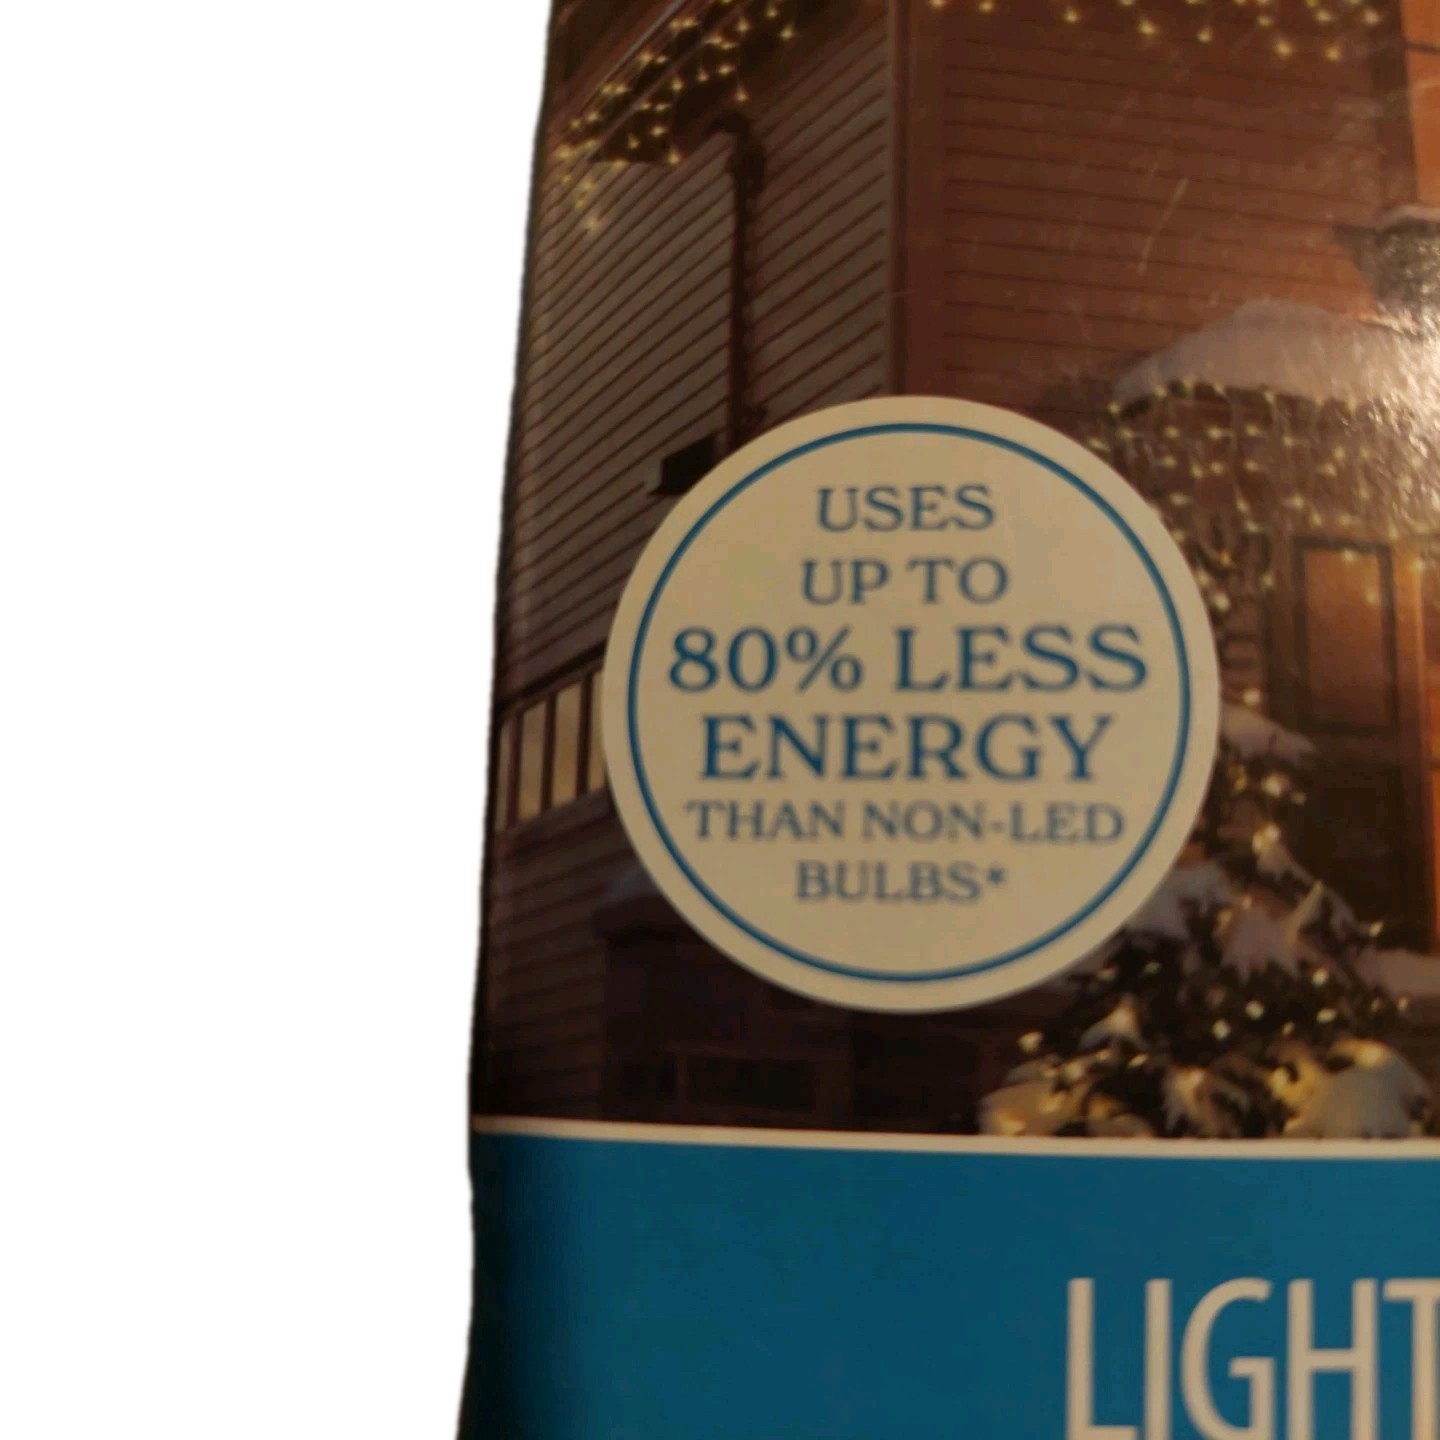 USES
UP TO
80% LESS
ENERGY
THAN NON-LED
BULBS*
LIGHT